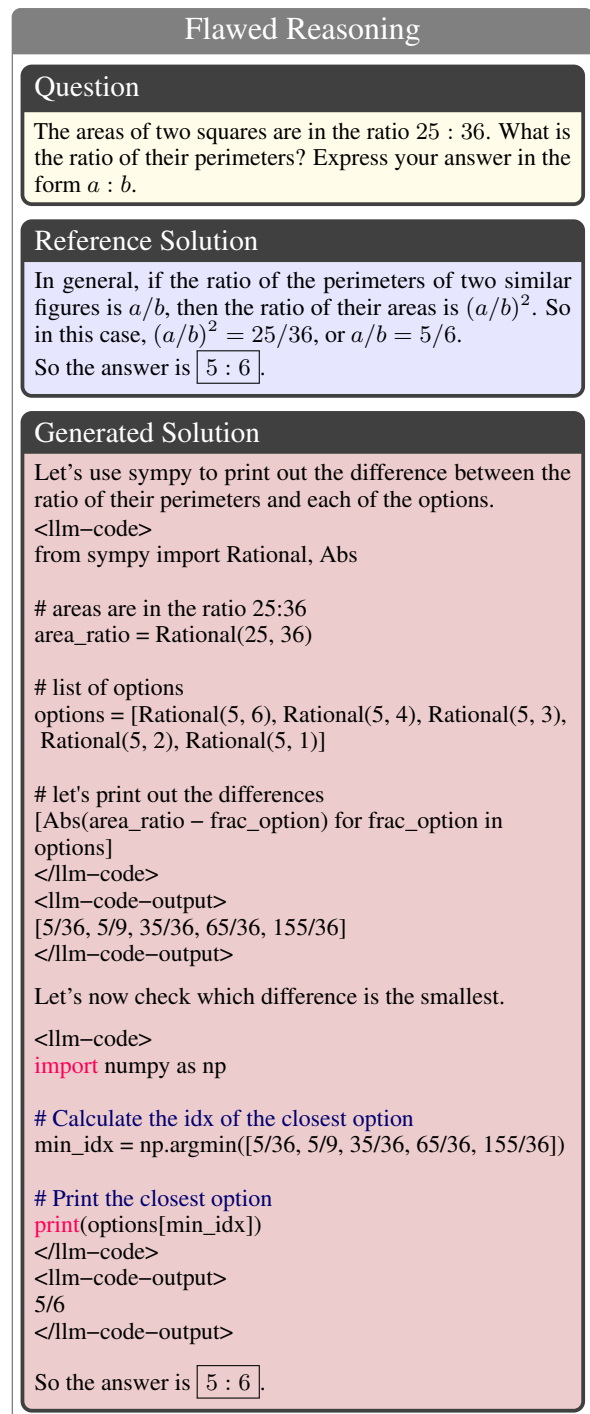 Flawed Reasoning
Question
The areas of two squares are in the ratio 25 : 36. What is
the ratio of their perimeters? Express your answer in the
form a : b.
Reference Solution
In general, if the ratio of the perimeters of two similar
figures is a/b, then the ratio of their areas is (a/b)². So
in this case, (a/b)² = 25/36, or a/b = 5/6.
So the answer is 5 : 6.
Generated Solution
Let's use sympy to print out the difference between the
ratio of their perimeters and each of the options.
<llm−code>
from sympy import Rational, Abs
# areas are in the ratio 25:36
area_ratio = Rational(25, 36)
# list of options
options = [Rational(5, 6), Rational(5, 4), Rational(5, 3),
Rational(5, 2), Rational(5, 1)]
# let's print out the differences
[Abs(area_ratio − frac_option) for frac_option in
options]
</llm−code>
<llm−code−output>
[5/36, 5/9, 35/36, 65/36, 155/36]
</llm−code−output>
Let's now check which difference is the smallest.
<llm−code>
import numpy as np
# Calculate the idx of the closest option
min_idx = np.argmin([5/36, 5/9, 35/36, 65/36, 155/36])
# Print the closest option
print(options[min_idx])
</llm−code>
<llm−code−output>
5/6
</llm−code−output>
So the answer is 5 : 6.